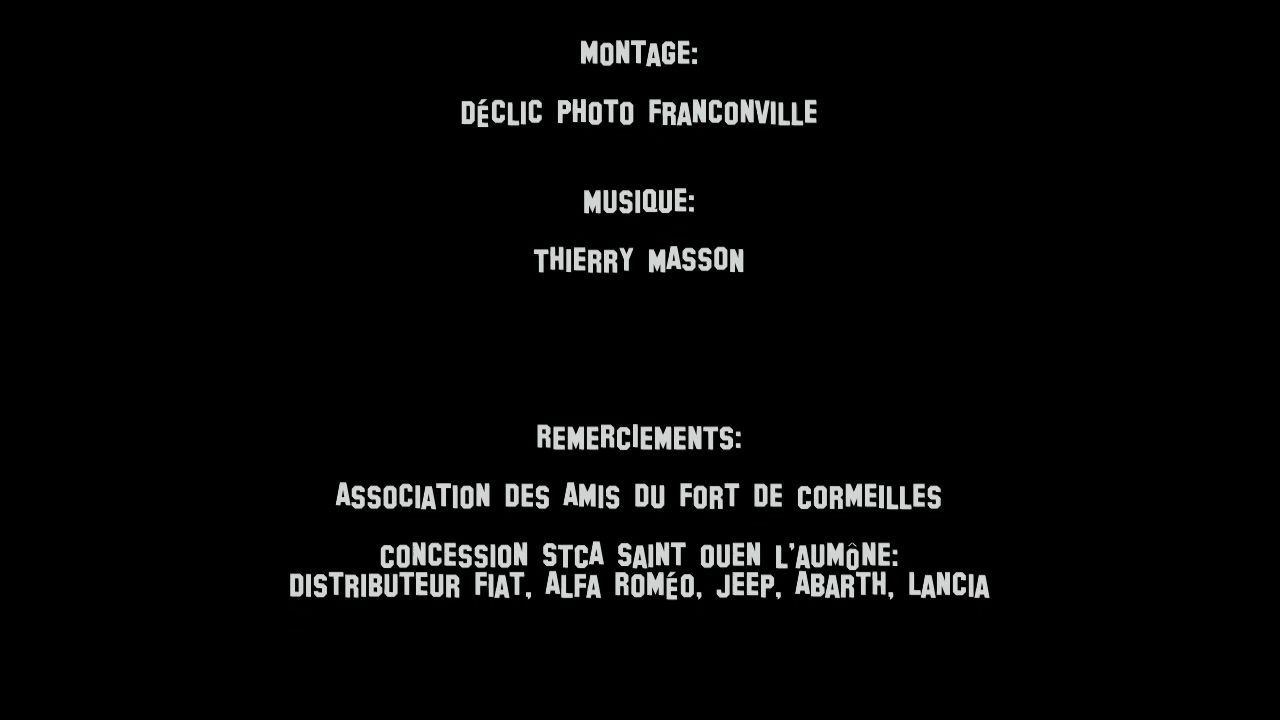 MONTAGE:
DÉCLIC PHOTO FRANCONVILLE
MUSIQUE:
THIERRY MASSON
REMERCIEMENTS:
ASSOCIATION DES AMIS DU FORT DE CORMEILLES
CONCESSION STCA SAINT OUEN L'AUMÔNE:
DISTRIBUTEUR FIAT, ALFA ROMÉO, JEEP, ABARTH, LANCIA